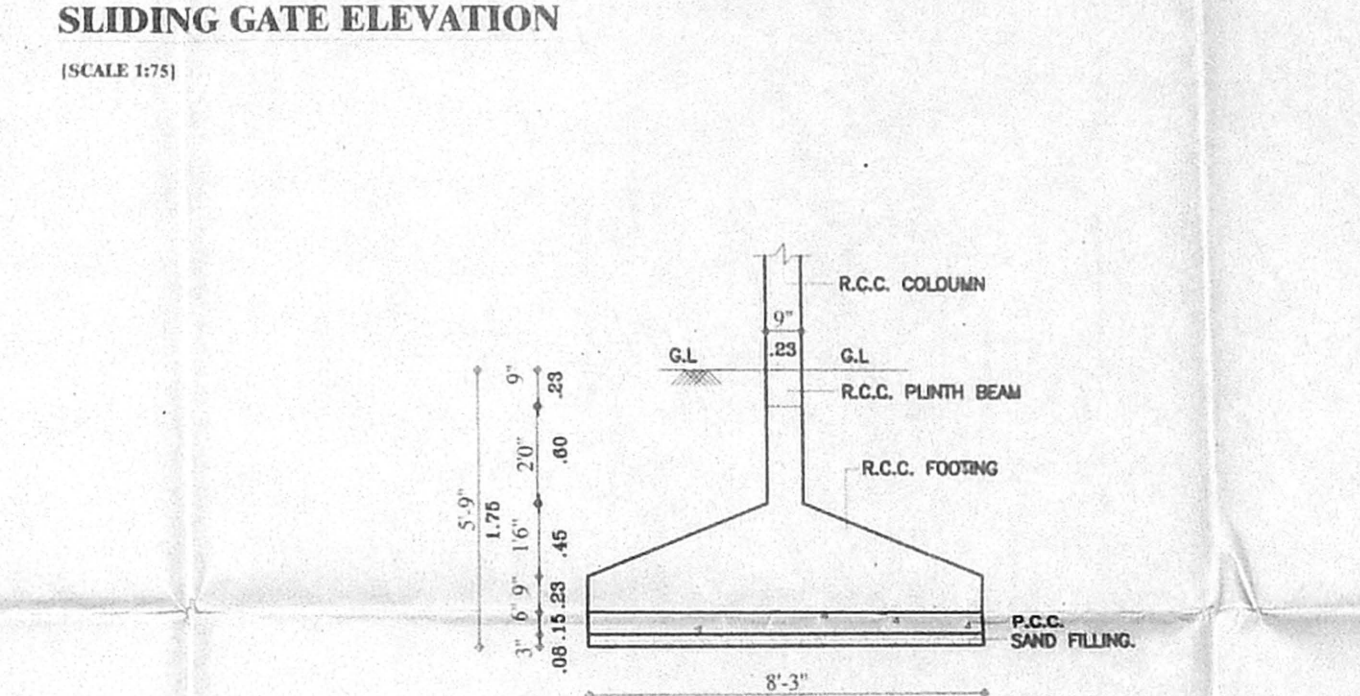 SLIDING GATE ELEVATION
[SCALE 1:75]
R.C.C. COLOUMN
9"
.23
G.L
G.L
R.C.C. PLINTH BEAM
9"
.23
2'0"
.60
R.C.C. FOOTING
5'-9"
1.75
1'6"
.45
9"
.23
6"
.15
P.C.C.
3"
.08
SAND FILLING.
8'-3"